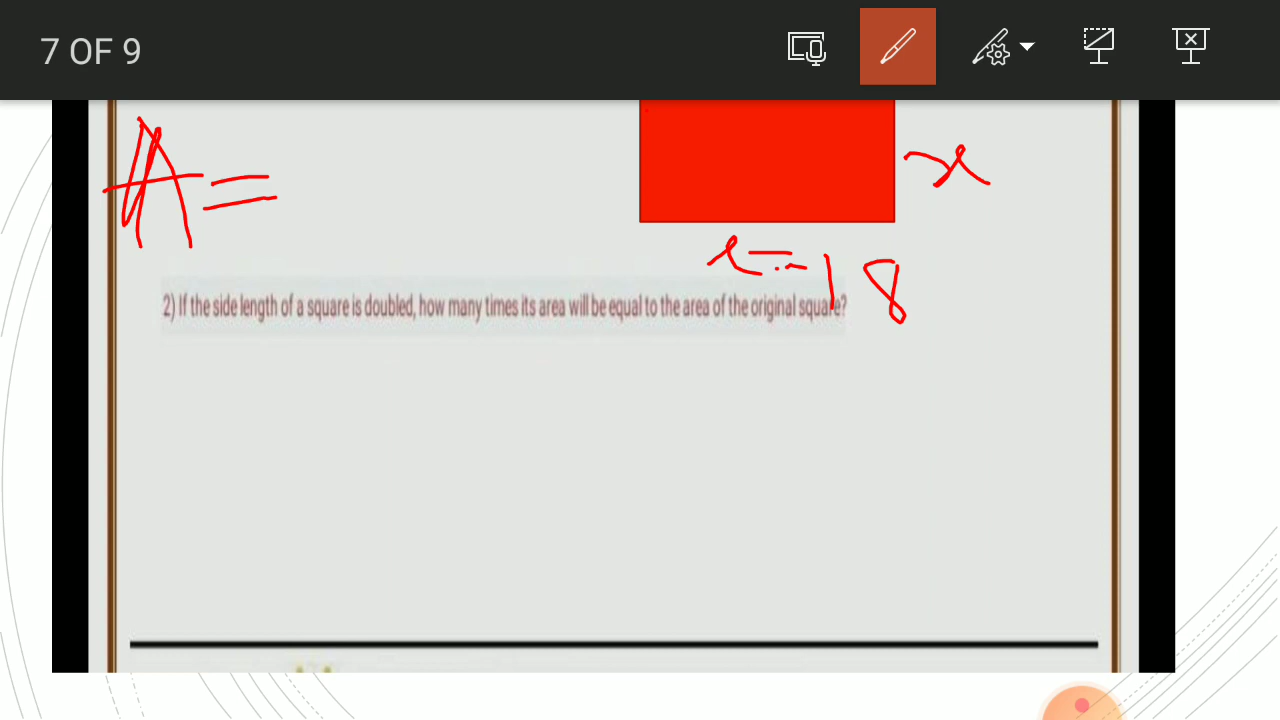 7 OF 9
A=
x
x=18
2) If the side length of a square is doubled, how many times its area will be equal to the area of the original square?